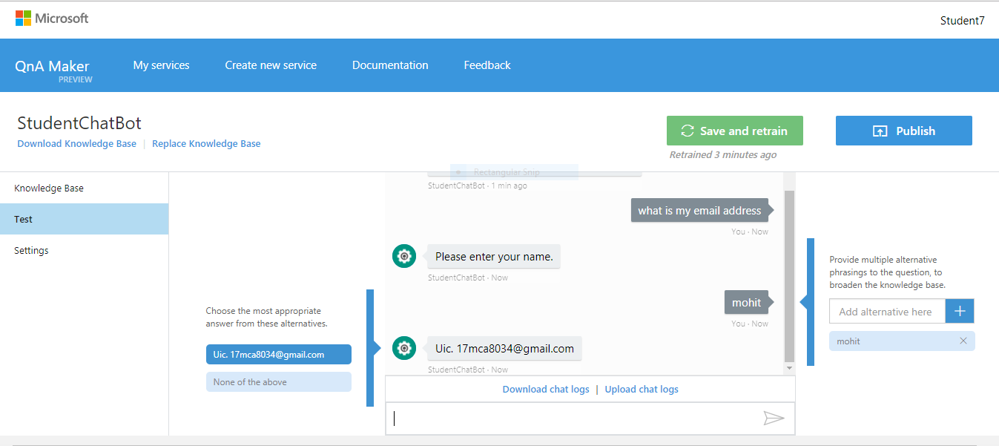 Microsoft
Student7
QnA Maker
PREVIEW
My services
Create new service
Documentation
Feedback
StudentChatBot
Download Knowledge Base | Replace Knowledge Base
Save and retrain
Publish
Retrained 3 minutes ago
Knowledge Base
Test
Settings
Rectangular Snip
StudentChatBot · 1 min ago
what is my email address
You · Now
Please enter your name.
StudentChatBot · Now
mohit
You · Now
Uic. 17mca8034@gmail.com
StudentChatBot · Now
Choose the most appropriate
answer from these alternatives.
Uic. 17mca8034@gmail.com
None of the above
Provide multiple alternative
phrasings to the question, to
broaden the knowledge base.
Add alternative here
mohit
Download chat logs | Upload chat logs